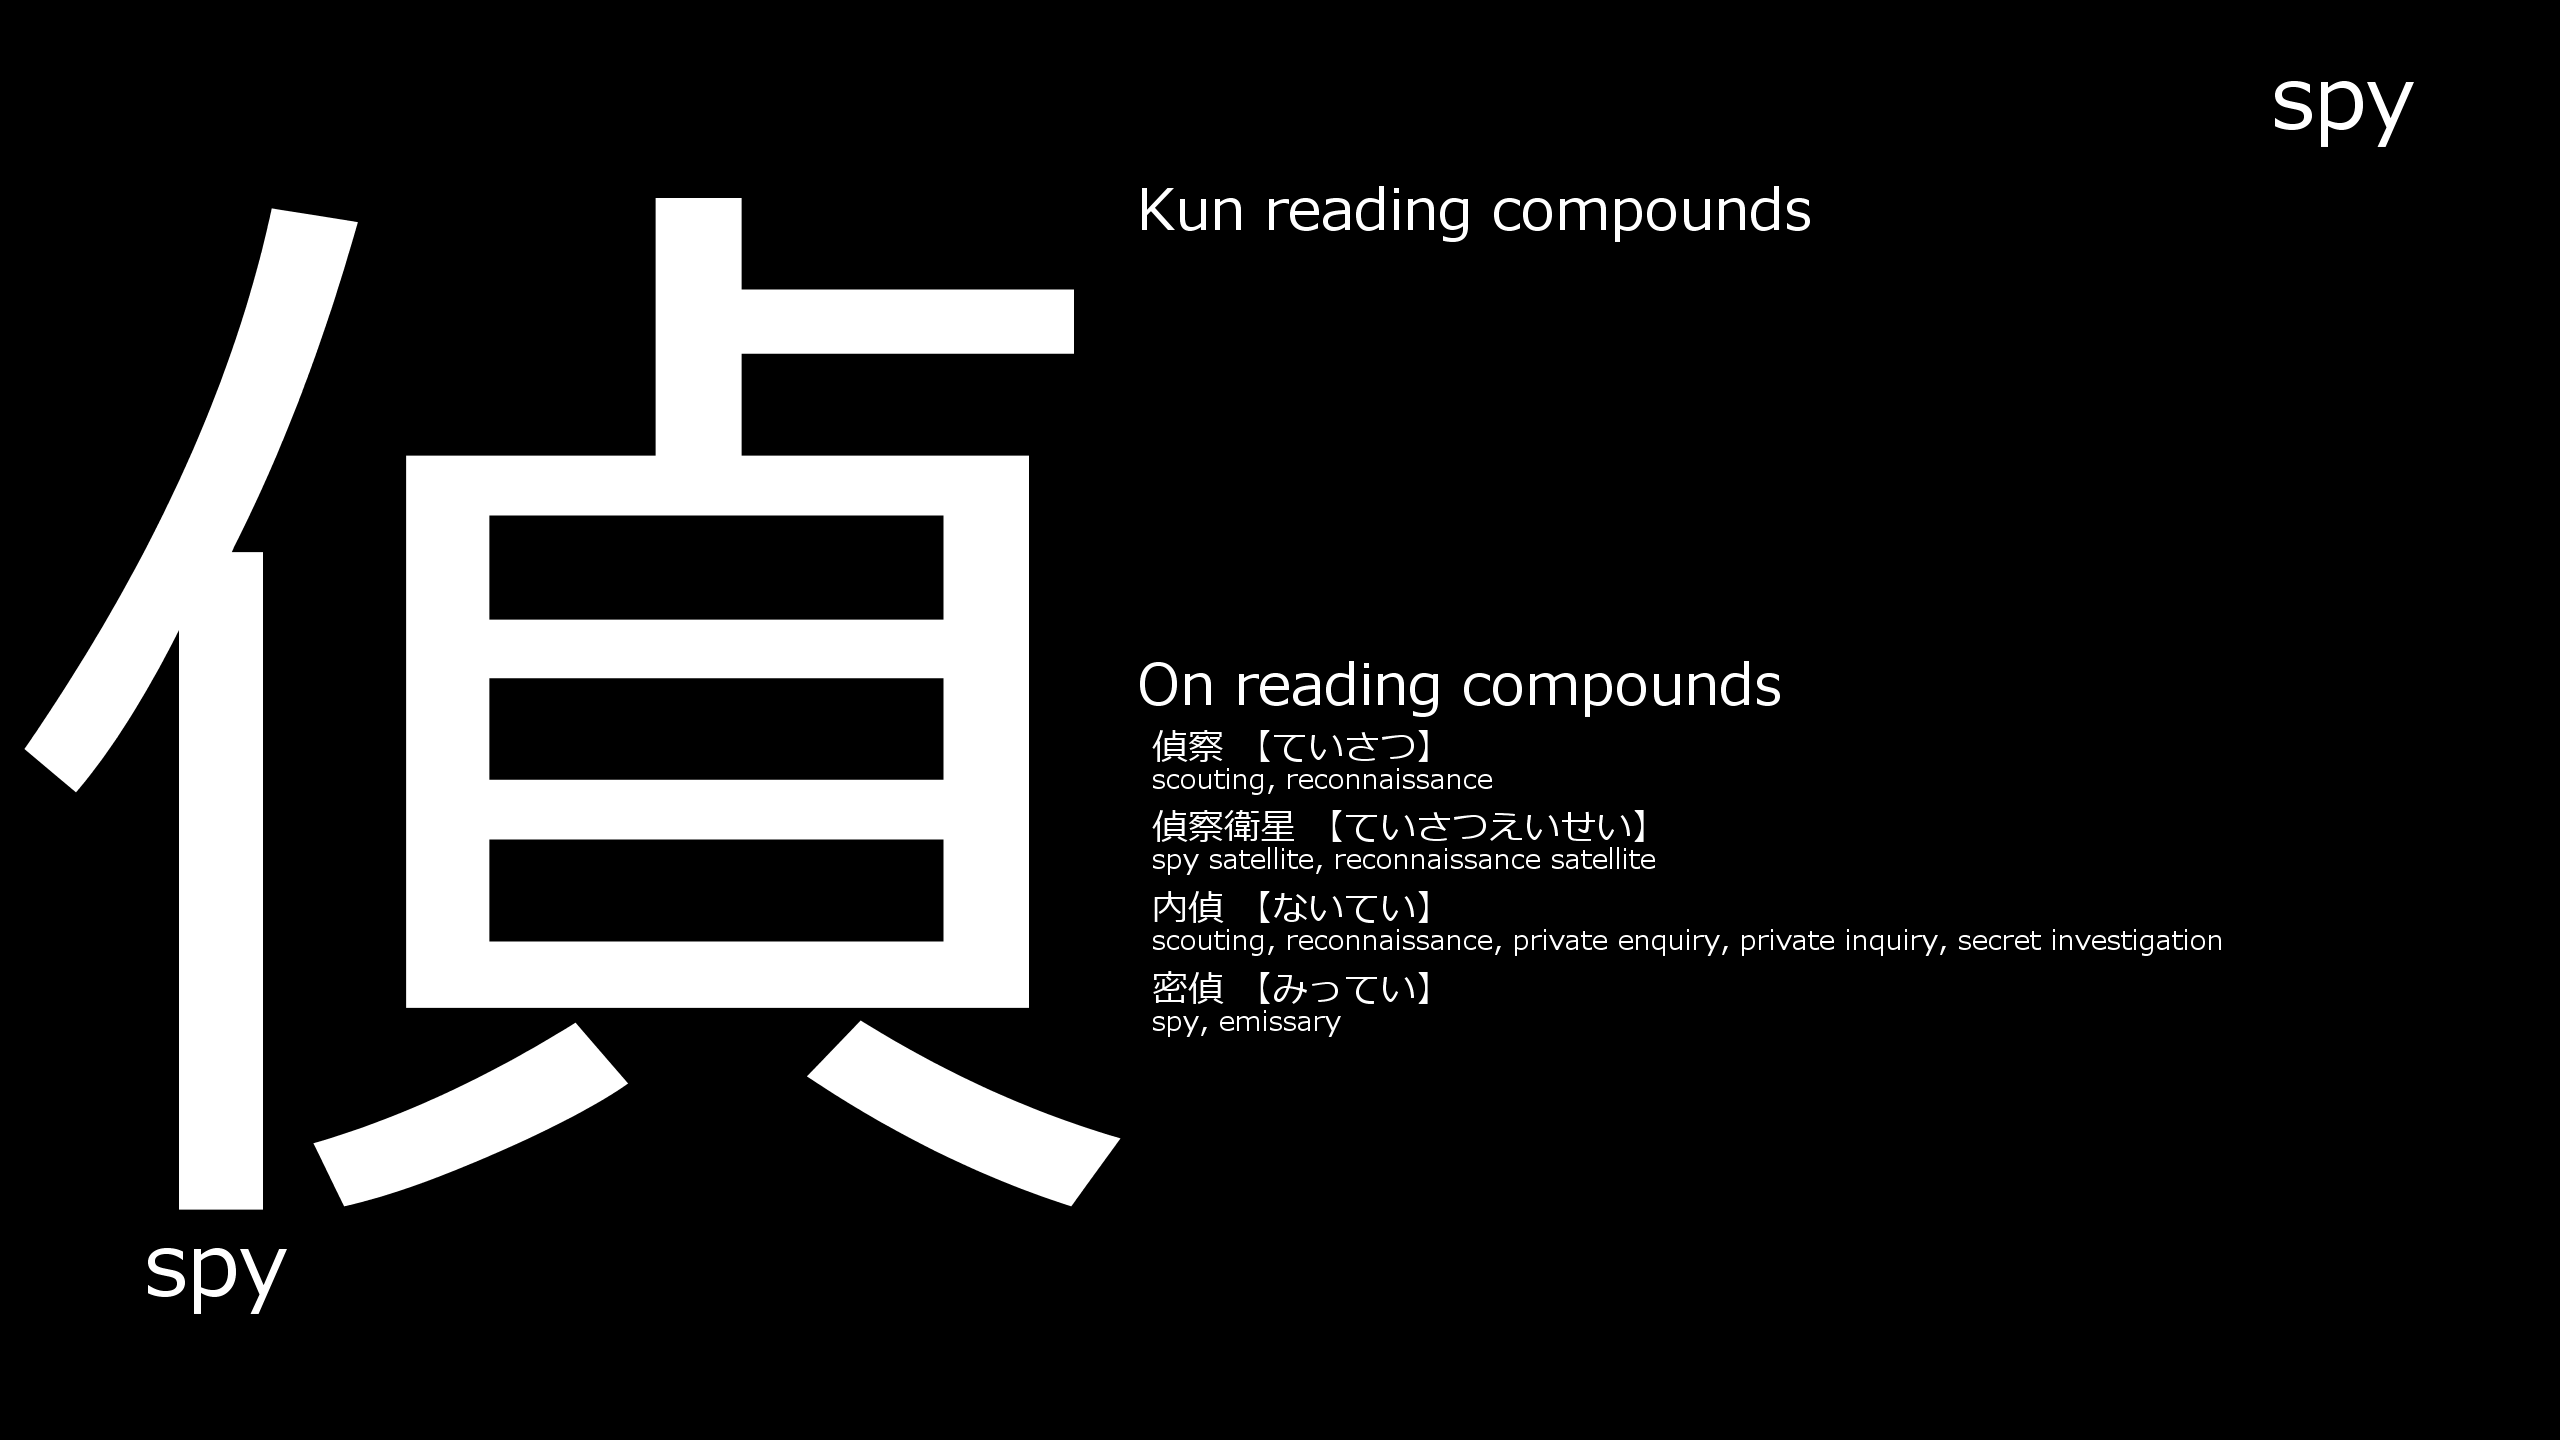 spy
Kun reading compounds
偵
On reading compounds
偵察 【ていさつ】
scouting, reconnaissance
偵察衛星 【ていさつえいせい】
spy satellite, reconnaissance satellite
内偵 【ないてい】
scouting, reconnaissance, private enquiry, private inquiry, secret investigation
密偵 【みってい】
spy, emissary
spy